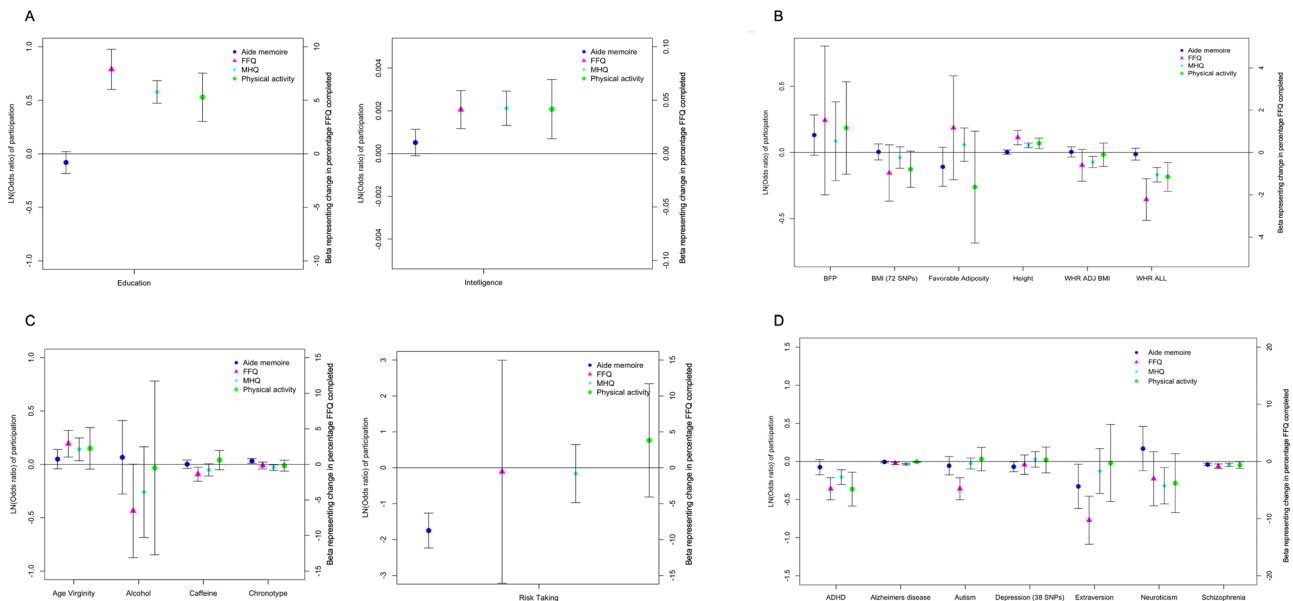 A
LN(Odds ratio) of participation
1.0
0.5
0.0
-0.5
-1.0
Aide memoire
FFQ
MHQ
Physical activity
10
5
0
-5
-10
Beta representing change in percentage FFQ completed
Education
LN(Odds ratio) of participation
0.004
0.002
0.000
-0.002
-0.004
Aide memoire
FFQ
MHQ
Physical activity
0.10
0.05
0.00
-0.05
-0.10
Beta representing change in percentage FFQ completed
Intelligence
B
LN(Odds ratio) of participation
0.5
0.0
-0.5
Aide memoire
FFQ
MHQ
Physical activity
4
2
0
-2
-4
Beta representing change in percentage FFQ completed
BFP BMI (72 SNPs) Favorable Adiposity Height WHR ADJ BMI WHR ALL
C
LN(Odds ratio) of participation
1.0
0.5
0.0
-0.5
-1.0
Aide memoire
FFQ
MHQ
Physical activity
15
10
5
0
-5
-10
-15
Beta representing change in percentage FFQ completed
Age Virginity Alcohol Caffeine Chronotype
LN(Odds ratio) of participation
3
2
1
0
-1
-2
-3
Aide memoire
FFQ
MHQ
Physical activity
15
10
5
0
-5
-10
-15
Beta representing change in percentage FFQ completed
Risk Taking
D
LN(Odds ratio) of participation
1.5
1.0
0.5
0.0
-0.5
-1.0
-1.5
Aide memoire
FFQ
MHQ
Physical activity
20
10
0
-10
-20
Beta representing change in percentage FFQ completed
ADHD Alzheimers disease Autism Depression (38 SNPs) Extraversion Neuroticism Schizophrenia